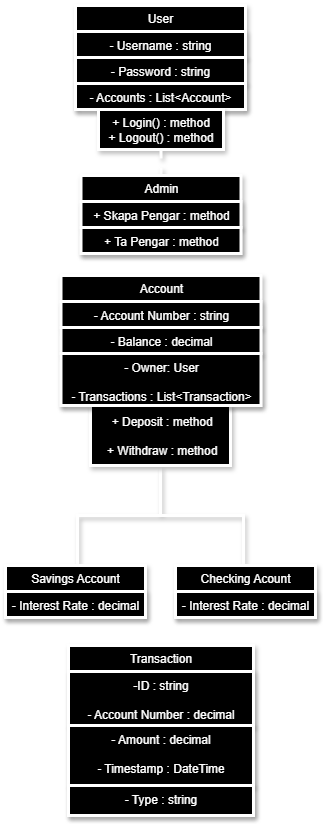 User
- Username : string
- Password : string
- Accounts : List<Account>
+ Login() : method
+ Logout() : method
Admin
+ Skapa Pengar : method
+ Ta Pengar : method
Account
- Account Number : string
- Balance : decimal
- Owner: User
- Transactions : List<Transaction>
+ Deposit : method
+ Withdraw : method
Savings Account
Checking Acount
- Interest Rate : decimal
- Interest Rate : decimal
Transaction
-ID : string
- Account Number : decimal
- Amount : decimal
- Timestamp : DateTime
- Type : string